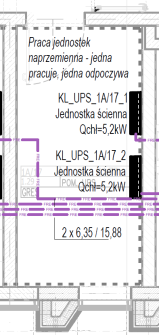 Praca jednostek
naprzemienna - jedna
pracuje, jedna odpoczywa
KL_UPS_1A/17_1
Jednostka ścienna
Qchł=5,2kW
KL_UPS_1A/17_2
Jednostka ścienna
Qchł=5,2kW
2 x 6,35 / 15,88